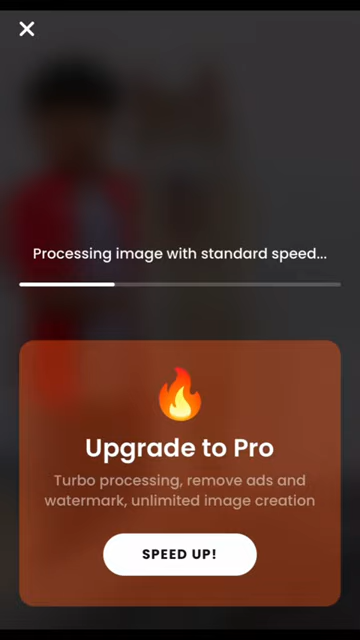 Processing image with standard speed...
Upgrade to Pro
Turbo processing, remove ads and
watermark, unlimited image creation
SPEED UP!